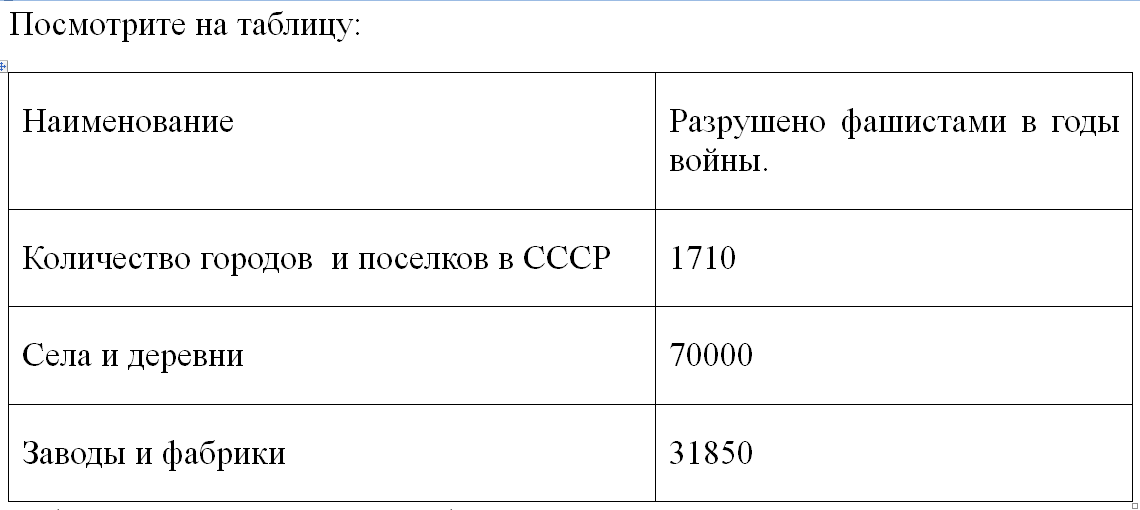 Посмотрите на таблицу:
Наименование
Разрушено фашистами в годы
войны.
Количество городов и поселков в СССР
1710
Села и деревни
70000
Заводы и фабрики
31850